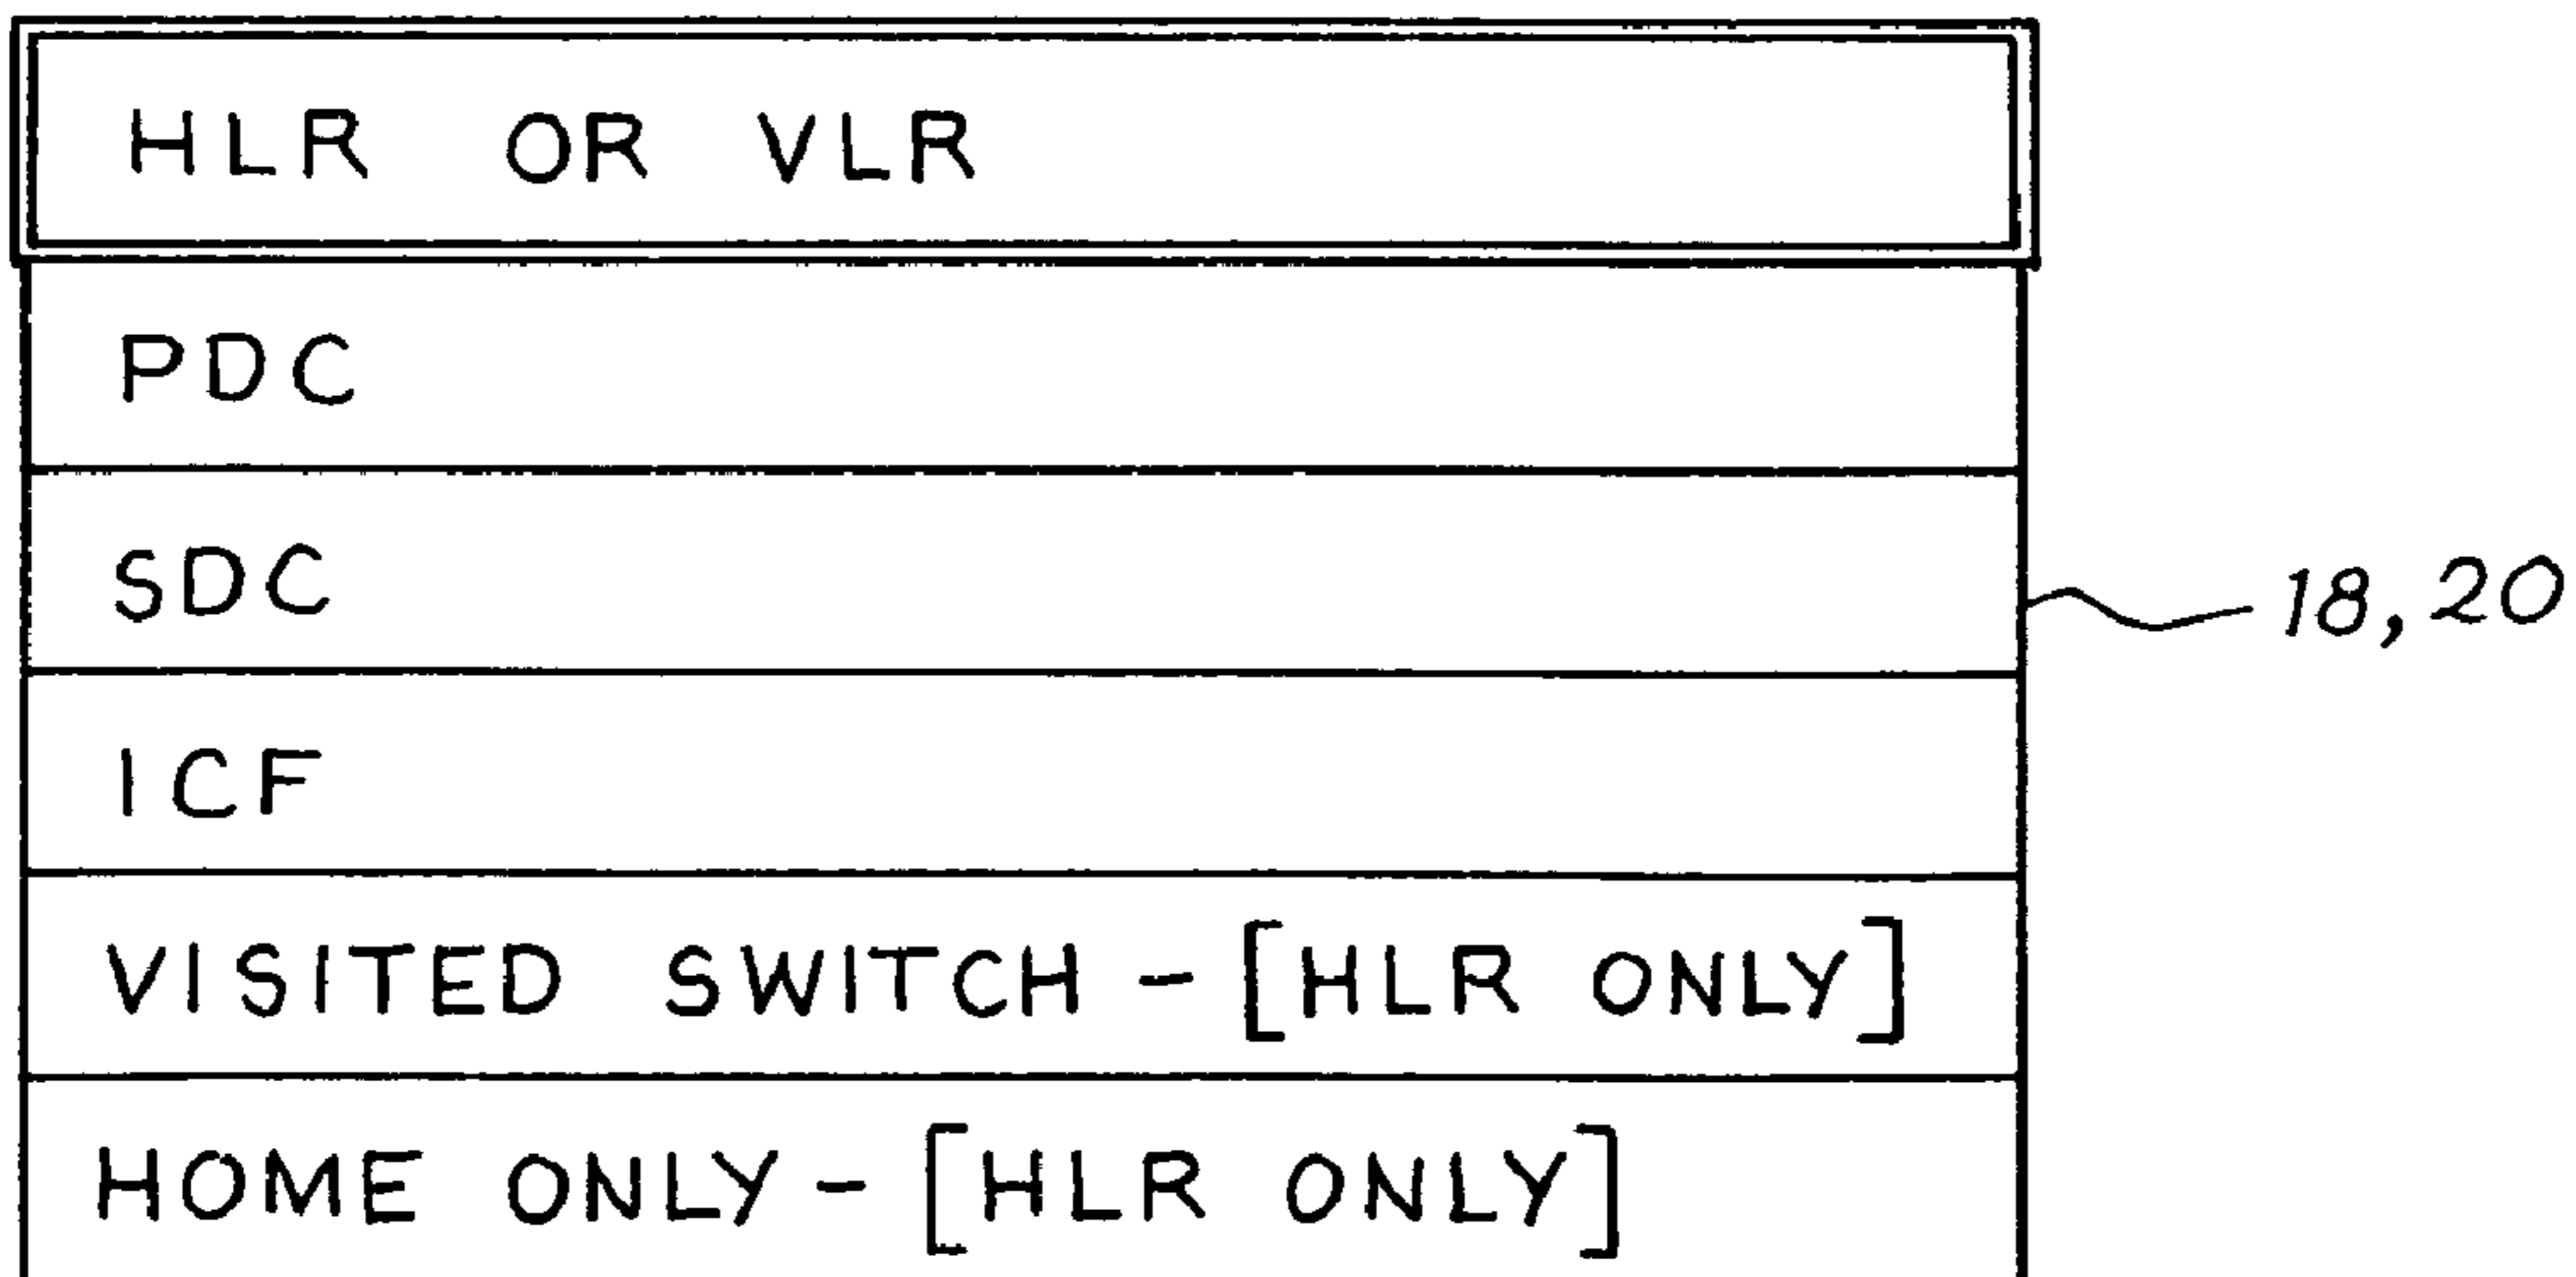 HLR OR VLR
PDC
SDC
18,20
ICF
VISITED SWITCH - [HLR ONLY]
HOME ONLY - [HLR ONLY]